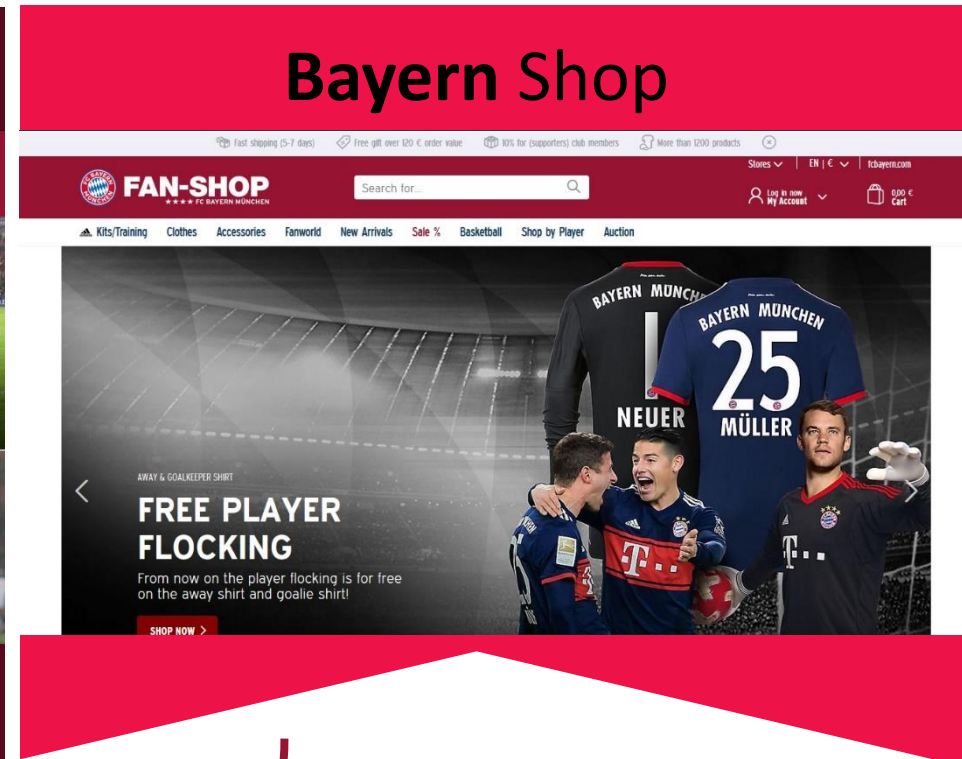 Bayern Shop
Fast shipping (5-7 days) Free gift over 120 € order value 10% for (supporters) club members More than 1200 products
Stores EN | € fcbayern.com
FC BAYERN MÜNCHEN
FAN-SHOP
FC BAYERN MÜNCHEN
Search for...
Log in now
My Account
0,00 €
Cart
Kits/Training Clothes Accessories Fanworld New Arrivals Sale % Basketball Shop by Player Auction
BAYERN MÜNCHEN
1
NEUER
BAYERN MÜNCHEN
25
MÜLLER
AWAY & GOALKEEPER SHIRT
FREE PLAYER
FLOCKING
From now on the player flocking is for free
on the away shirt and goalie shirt!
SHOP NOW >
T
T